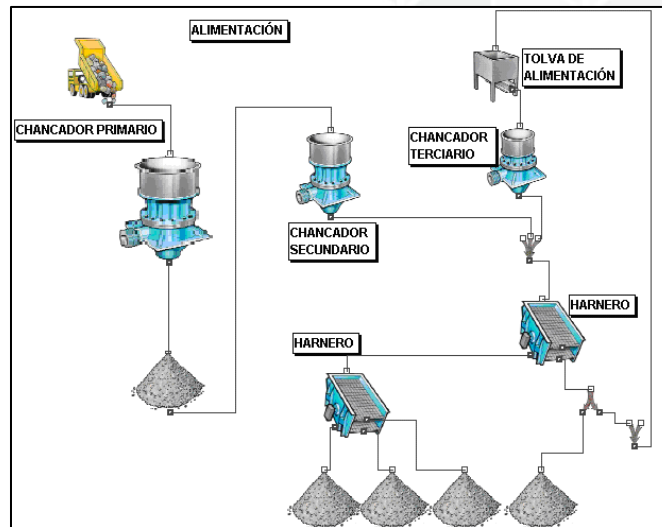 ALIMENTACIÓN
TOLVA DE
ALIMENTACIÓN
CHANCADOR PRIMARIO
CHANCADOR
TERCIARIO
CHANCADOR
SECUNDARIO
HARNERO
HARNERO